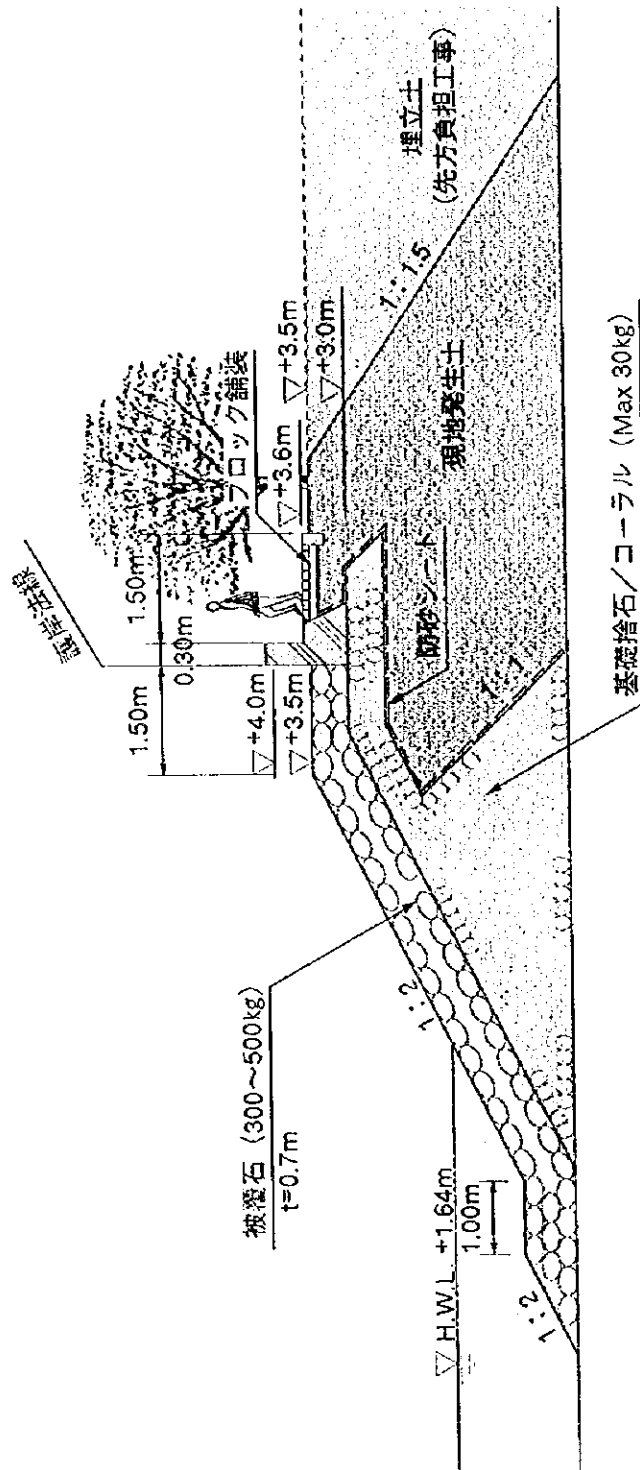 護岸法線
1.50m
0.30m
1.50m
▽+4.0m
▽+3.5m
ブロック舗装
▽+3.6m
▽+3.5m
▽+3.0m
被覆石 (300～500kg)
t=0.7m
▽H.W.L +1.64m
1.00m
1:2
1:2
防砂シート
1:1
現地発生土
1:1.5
埋立土
(先方負担工事)
基礎捨石/コーラル (Max 30kg)